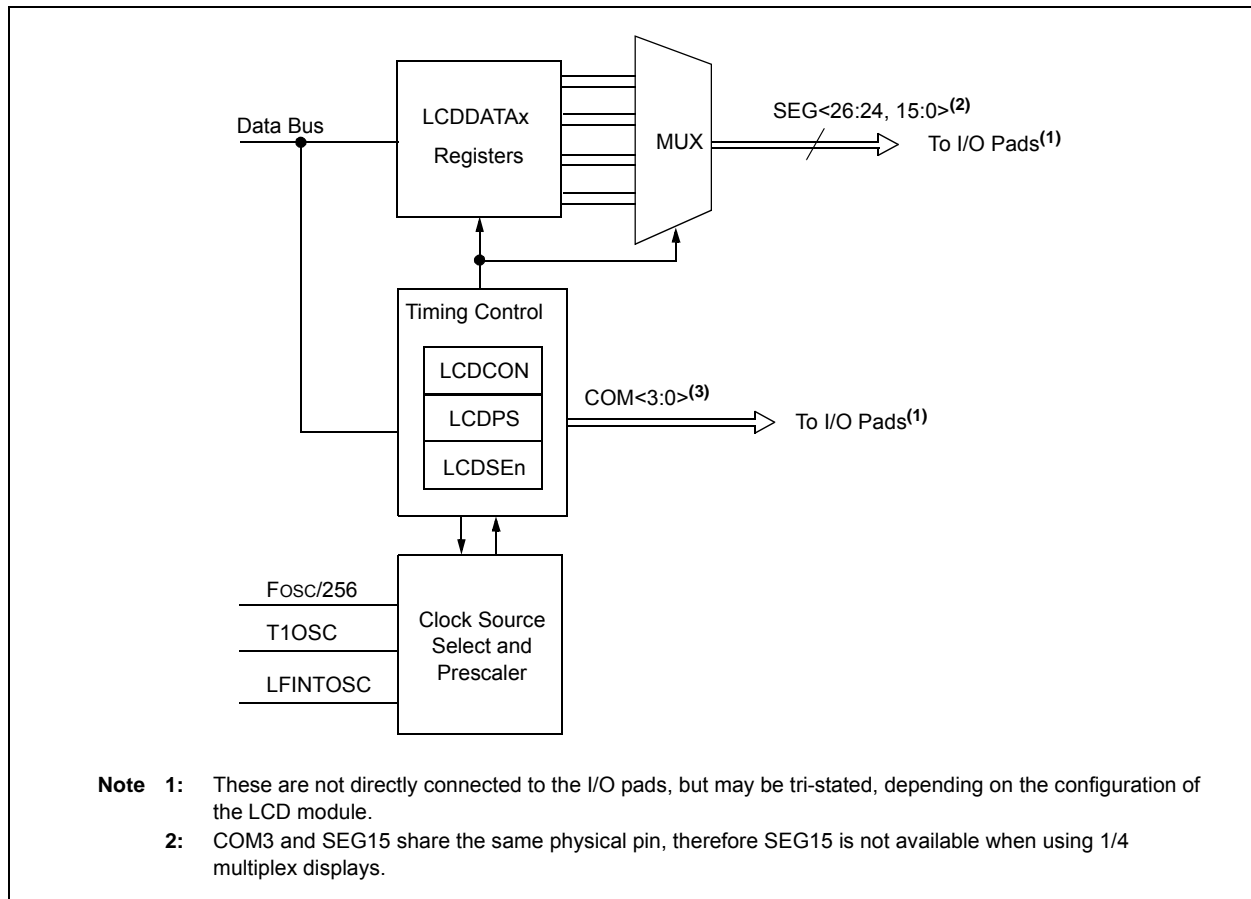 LCDDATAx
Registers
Data Bus
MUX
SEG<26:24, 15:0>(2)
To I/O Pads(1)
Timing Control
LCDCON
LCDPS
LCDSEn
COM<3:0>(3)
To I/O Pads(1)
FOSC/256
T1OSC
LFINTOSC
Clock Source
Select and
Prescaler
Note 1: These are not directly connected to the I/O pads, but may be tri-stated, depending on the configuration of
the LCD module.
2: COM3 and SEG15 share the same physical pin, therefore SEG15 is not available when using 1/4
multiplex displays.